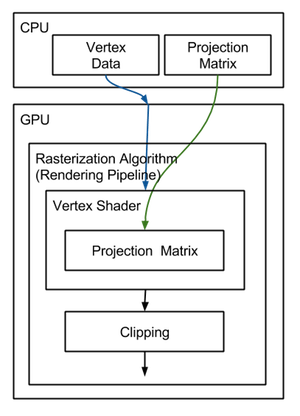 CPU
Vertex
Data
Projection
Matrix
GPU
Rasterization Algorithm
(Rendering Pipeline)
Vertex Shader
Projection Matrix
Clipping